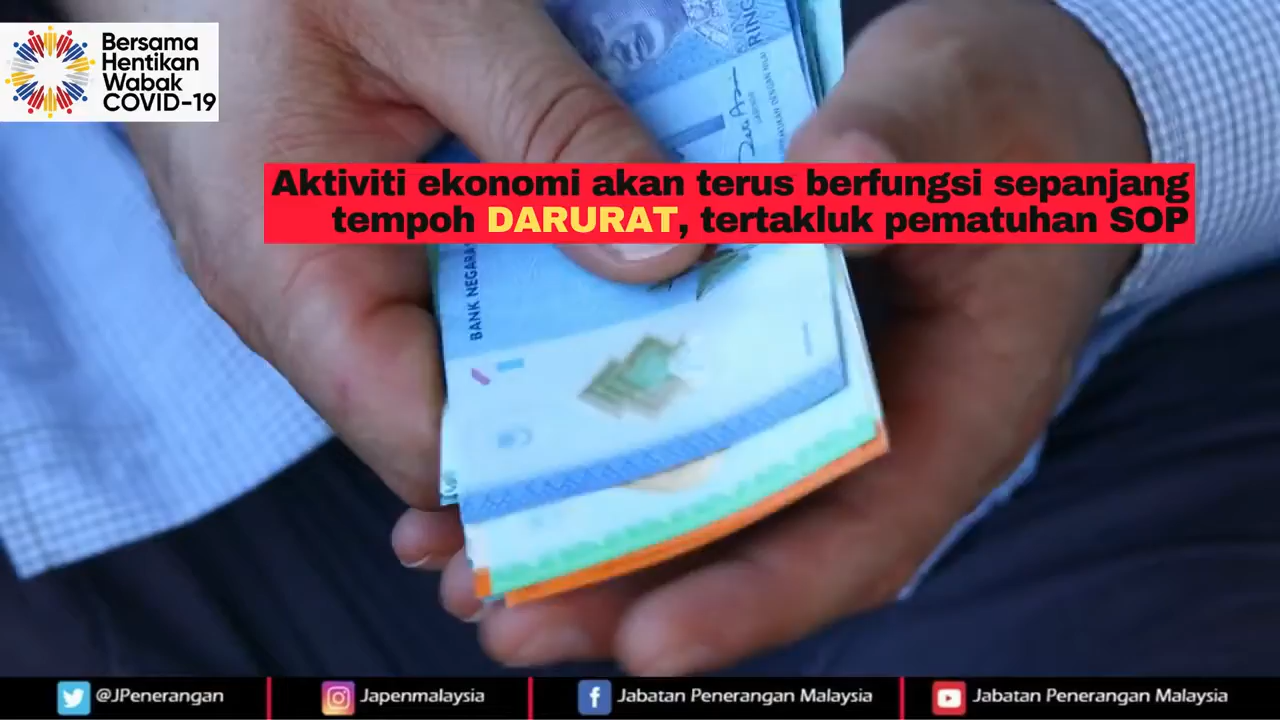 Bersama
Hentikan
Wabak
COVID-19
Aktiviti ekonomi akan terus berfungsi sepanjang
tempoh DARURAT, tertakluk pematuhan SOP
BANK NEGARA
@JPenerangan
Japenmalaysia
Jabatan Penerangan Malaysia
Jabatan Penerangan Malaysia